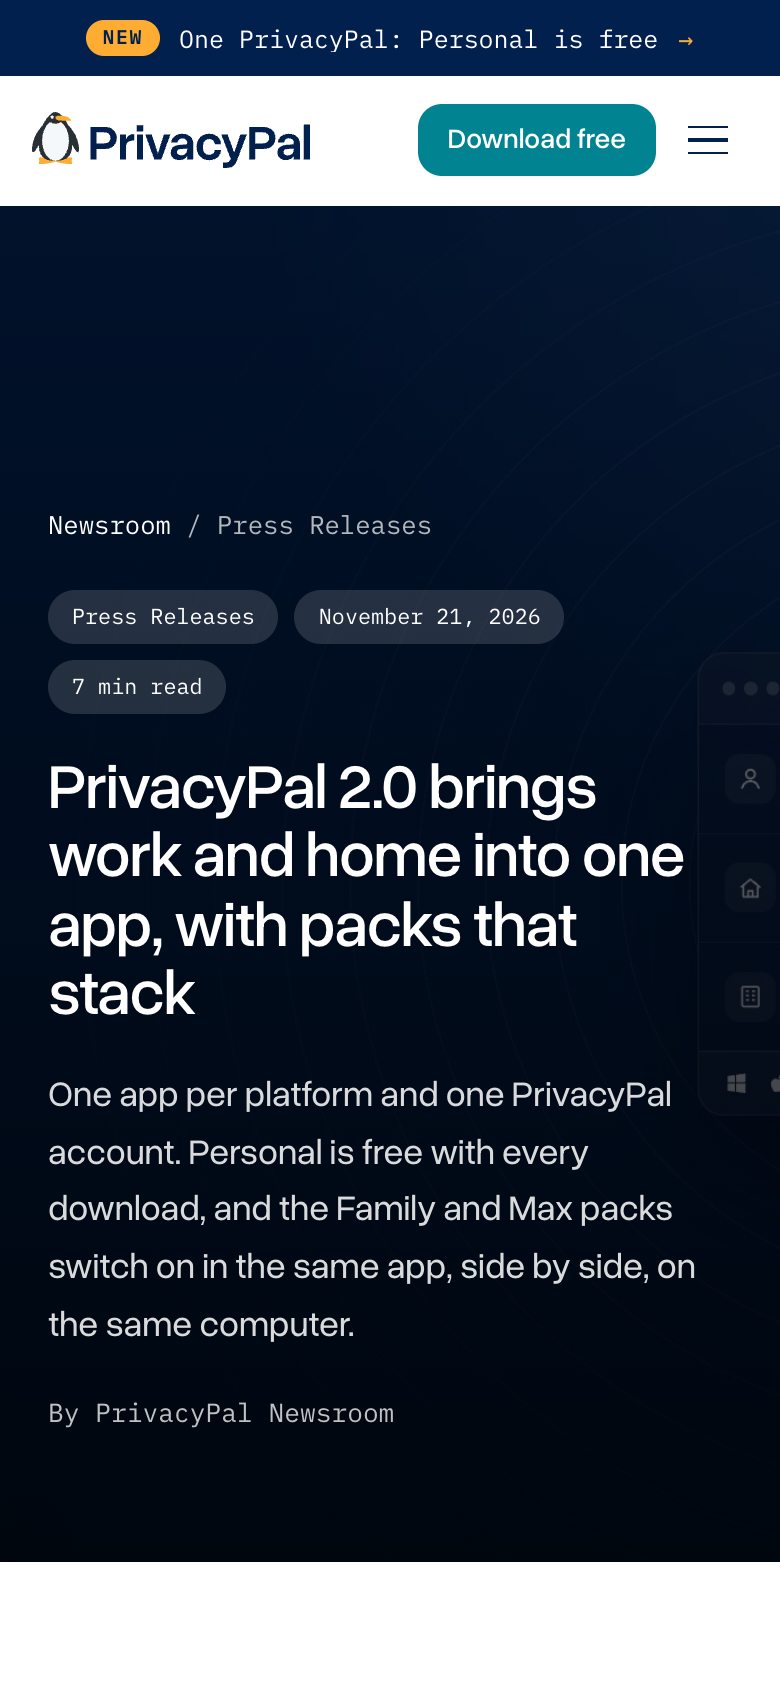 NEW One PrivacyPal: Personal is free →
PrivacyPal
Download free
Newsroom / Press Releases
Press Releases
November 21, 2026
7 min read
PrivacyPal 2.0 brings
work and home into one
app, with packs that
stack
One app per platform and one PrivacyPal
account. Personal is free with every
download, and the Family and Max packs
switch on in the same app, side by side, on
the same computer.
By PrivacyPal Newsroom